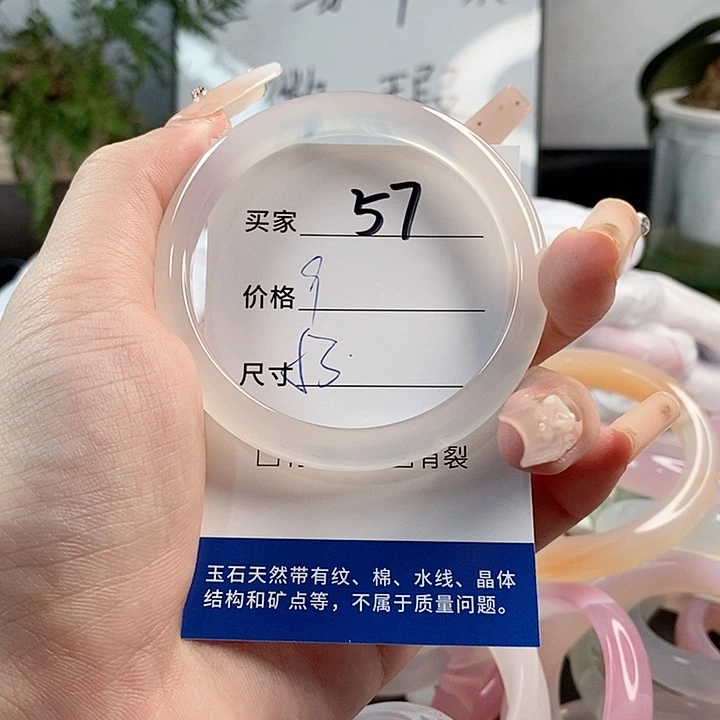 瑕
买家 57
价格 9
尺寸 53
有裂
玉石天然带有纹、棉、水线、晶体
结构和矿点等，不属于质量问题。